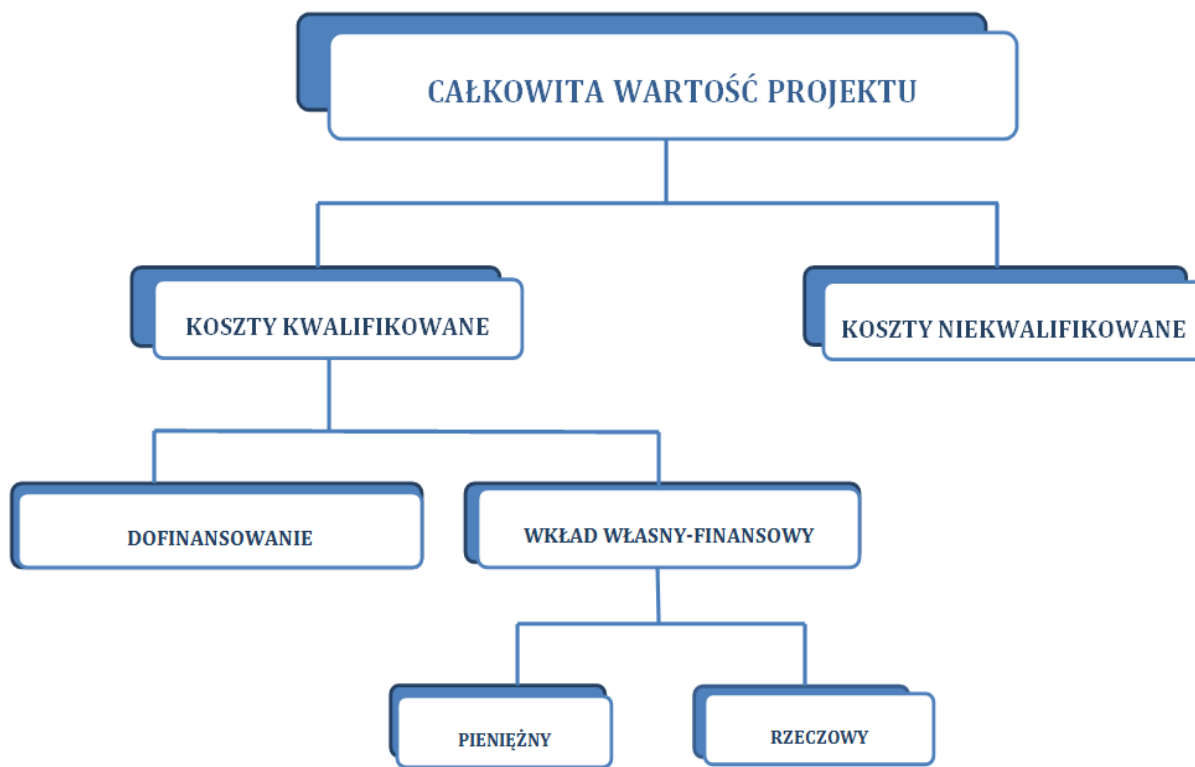 CAŁKOWITA WARTOŚĆ PROJEKTU
KOSZTY KWALIFIKOWANE
KOSZTY NIEKWALIFIKOWANE
DOFINANSOWANIE
WKŁAD WŁASNY-FINANSOWY
PIENIĘŻNY
RZECZOWY